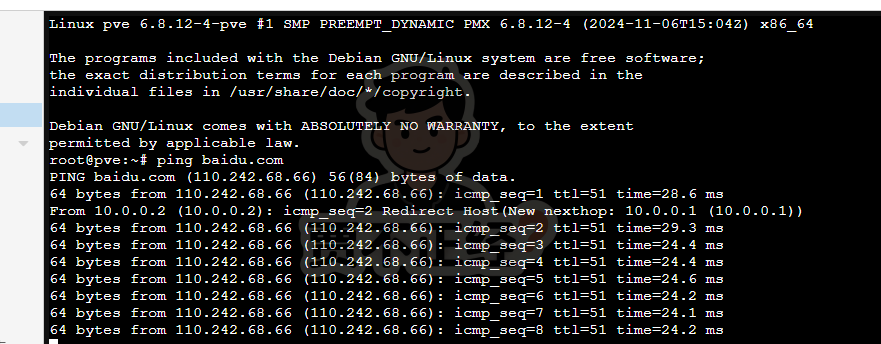 Linux pve 6.8.12-4-pve #1 SMP PREEMPT_DYNAMIC PMX 6.8.12-4 (2024-11-06T15:04Z) x86_64
The programs included with the Debian GNU/Linux system are free software;
the exact distribution terms for each program are described in the
individual files in /usr/share/doc/*/copyright.
Debian GNU/Linux comes with ABSOLUTELY NO WARRANTY, to the extent
permitted by applicable law.
root@pve:~# ping baidu.com
PING baidu.com (110.242.68.66) 56(84) bytes of data.
64 bytes from 110.242.68.66 (110.242.68.66): icmp_seq=1 ttl=51 time=28.6 ms
From 10.0.0.2 (10.0.0.2): icmp_seq=2 Redirect Host(New nexthop: 10.0.0.1 (10.0.0.1))
64 bytes from 110.242.68.66 (110.242.68.66): icmp_seq=2 ttl=51 time=29.3 ms
64 bytes from 110.242.68.66 (110.242.68.66): icmp_seq=3 ttl=51 time=24.4 ms
64 bytes from 110.242.68.66 (110.242.68.66): icmp_seq=4 ttl=51 time=24.4 ms
64 bytes from 110.242.68.66 (110.242.68.66): icmp_seq=5 ttl=51 time=24.6 ms
64 bytes from 110.242.68.66 (110.242.68.66): icmp_seq=6 ttl=51 time=24.2 ms
64 bytes from 110.242.68.66 (110.242.68.66): icmp_seq=7 ttl=51 time=24.1 ms
64 bytes from 110.242.68.66 (110.242.68.66): icmp_seq=8 ttl=51 time=24.2 ms